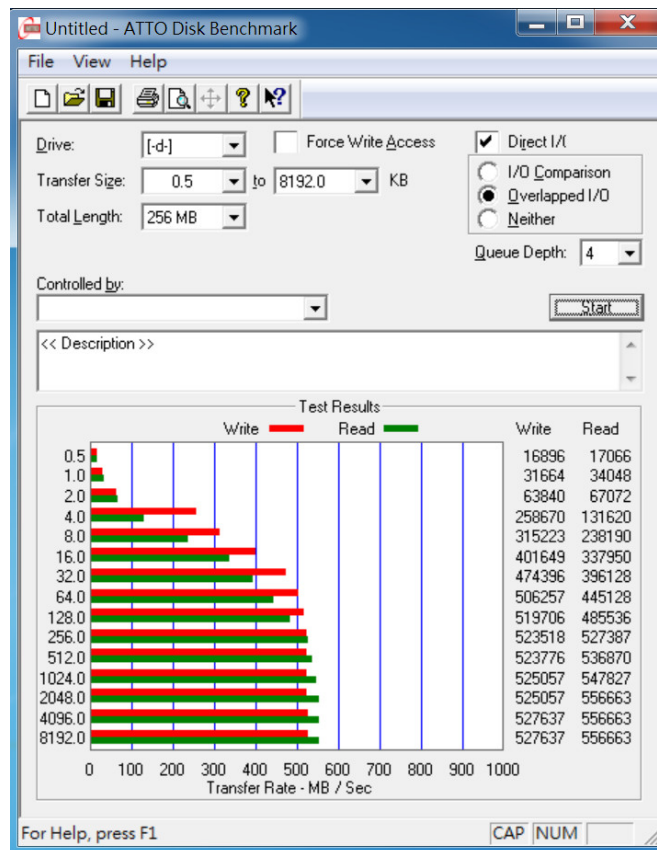 Untitled - ATTO Disk Benchmark
File View Help
Drive: [-d-] Force Write Access Direct I/(
Transfer Size: 0.5 to 8192.0 KB I/O Comparison
Overlapped I/O
Total Length: 256 MB Neither
Queue Depth: 4
Controlled by:
Start
<< Description >>
Test Results
Write Read Write Read
0.5 16896 17066
1.0 31664 34048
2.0 63840 67072
4.0 258670 131620
8.0 315223 238190
16.0 401649 337950
32.0 474396 396128
64.0 506257 445128
128.0 519706 485536
256.0 523518 527387
512.0 523776 536870
1024.0 525057 547827
2048.0 525057 556663
4096.0 527637 556663
8192.0 527637 556663
0 100 200 300 400 500 600 700 800 900 1000
Transfer Rate - MB / Sec
For Help, press F1 CAP NUM